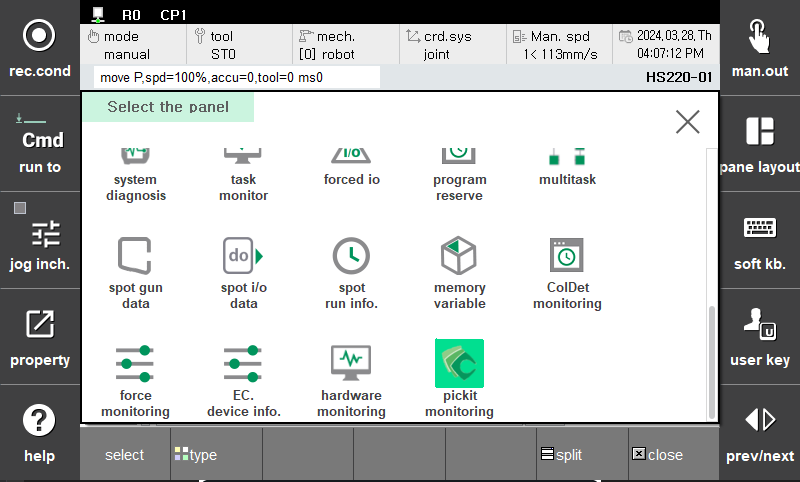 R0 CP1
mode
manual
tool
ST0
mech.
[0] robot
crd.sys
joint
Man. spd
1< 113mm/s
2024,03,28,Th
04:07:12 PM
move P,spd=100%,accu=0,tool=0 ms0
HS220-01
rec.cond
Cmd
run to
jog inch.
property
help
Select the panel
system
diagnosis
task
monitor
I/O
forced io
program
reserve
multitask
spot gun
data
do
spot i/o
data
spot
run info.
memory
variable
ColDet
monitoring
force
monitoring
EC.
device info.
hardware
monitoring
pickit
monitoring
man.out
pane layout
soft kb.
U
user key
prev/next
select
type
split
close